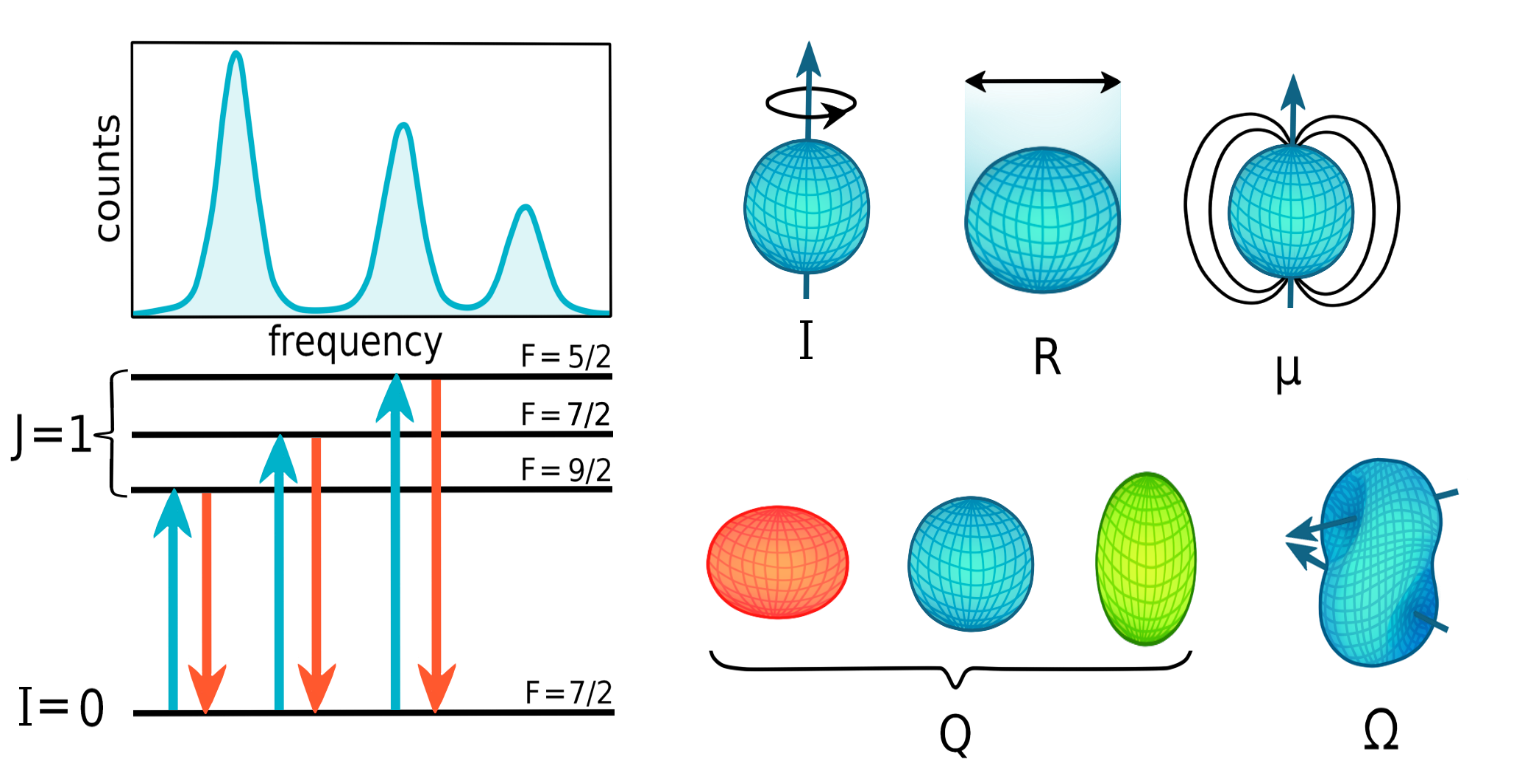 counts
frequency
F = 5/2
F = 7/2
J = 1
F = 9/2
F = 7/2
I = 0
I
R
μ
Q
Ω